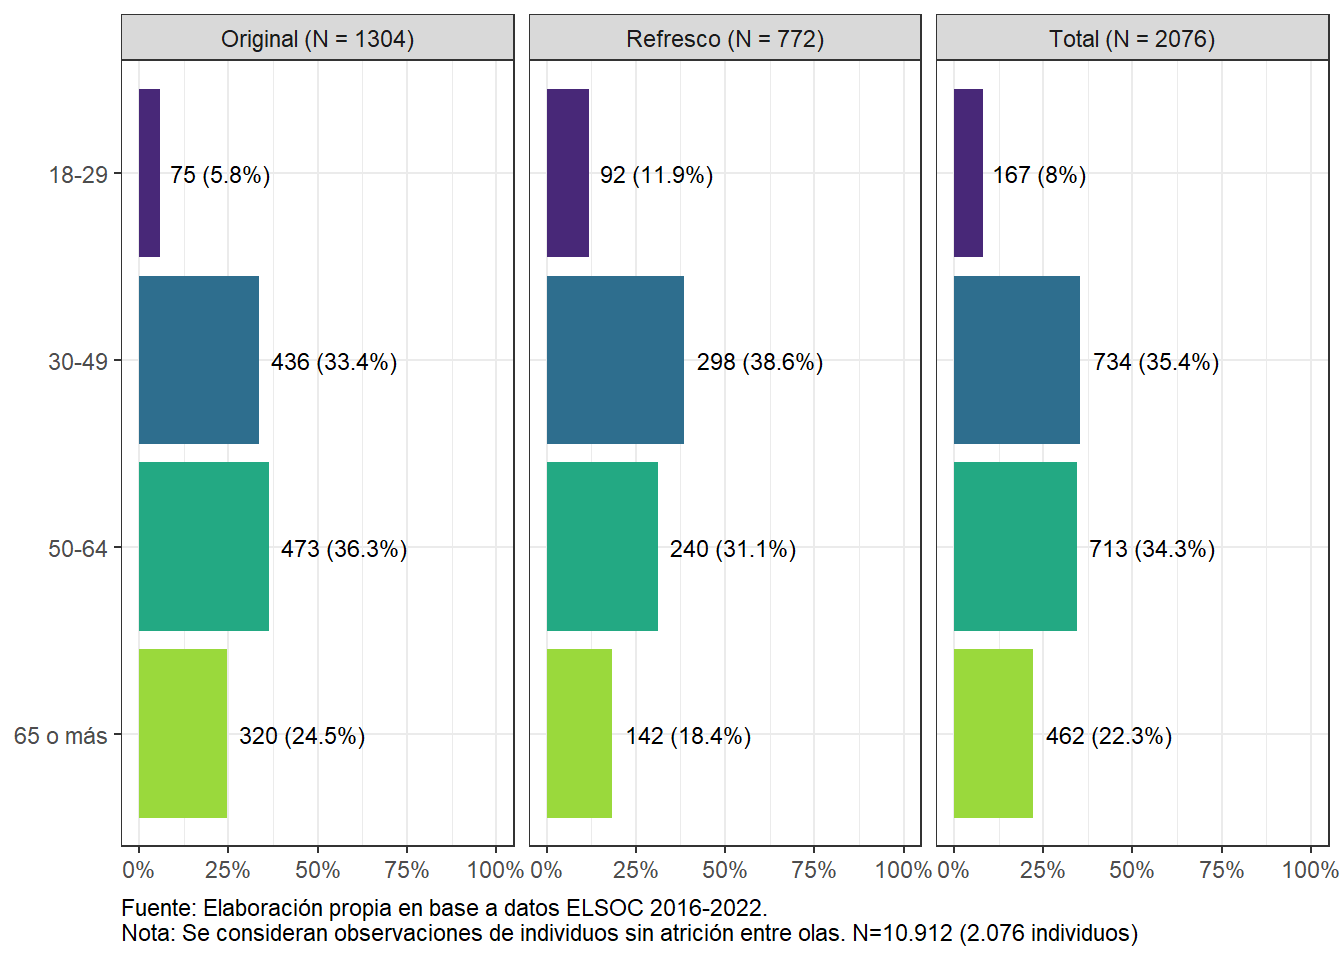 Original (N = 1304)
Refresco (N = 772)
Total (N = 2076)
18-29
75 (5.8%)
92 (11.9%)
167 (8%)
30-49
436 (33.4%)
298 (38.6%)
734 (35.4%)
50-64
473 (36.3%)
240 (31.1%)
713 (34.3%)
65 o más
320 (24.5%)
142 (18.4%)
462 (22.3%)
0% 25% 50% 75% 100%
0% 25% 50% 75% 100%
0% 25% 50% 75% 100%
Fuente: Elaboración propia en base a datos ELSOC 2016-2022.
Nota: Se consideran observaciones de individuos sin atrición entre olas. N=10.912 (2.076 individuos)